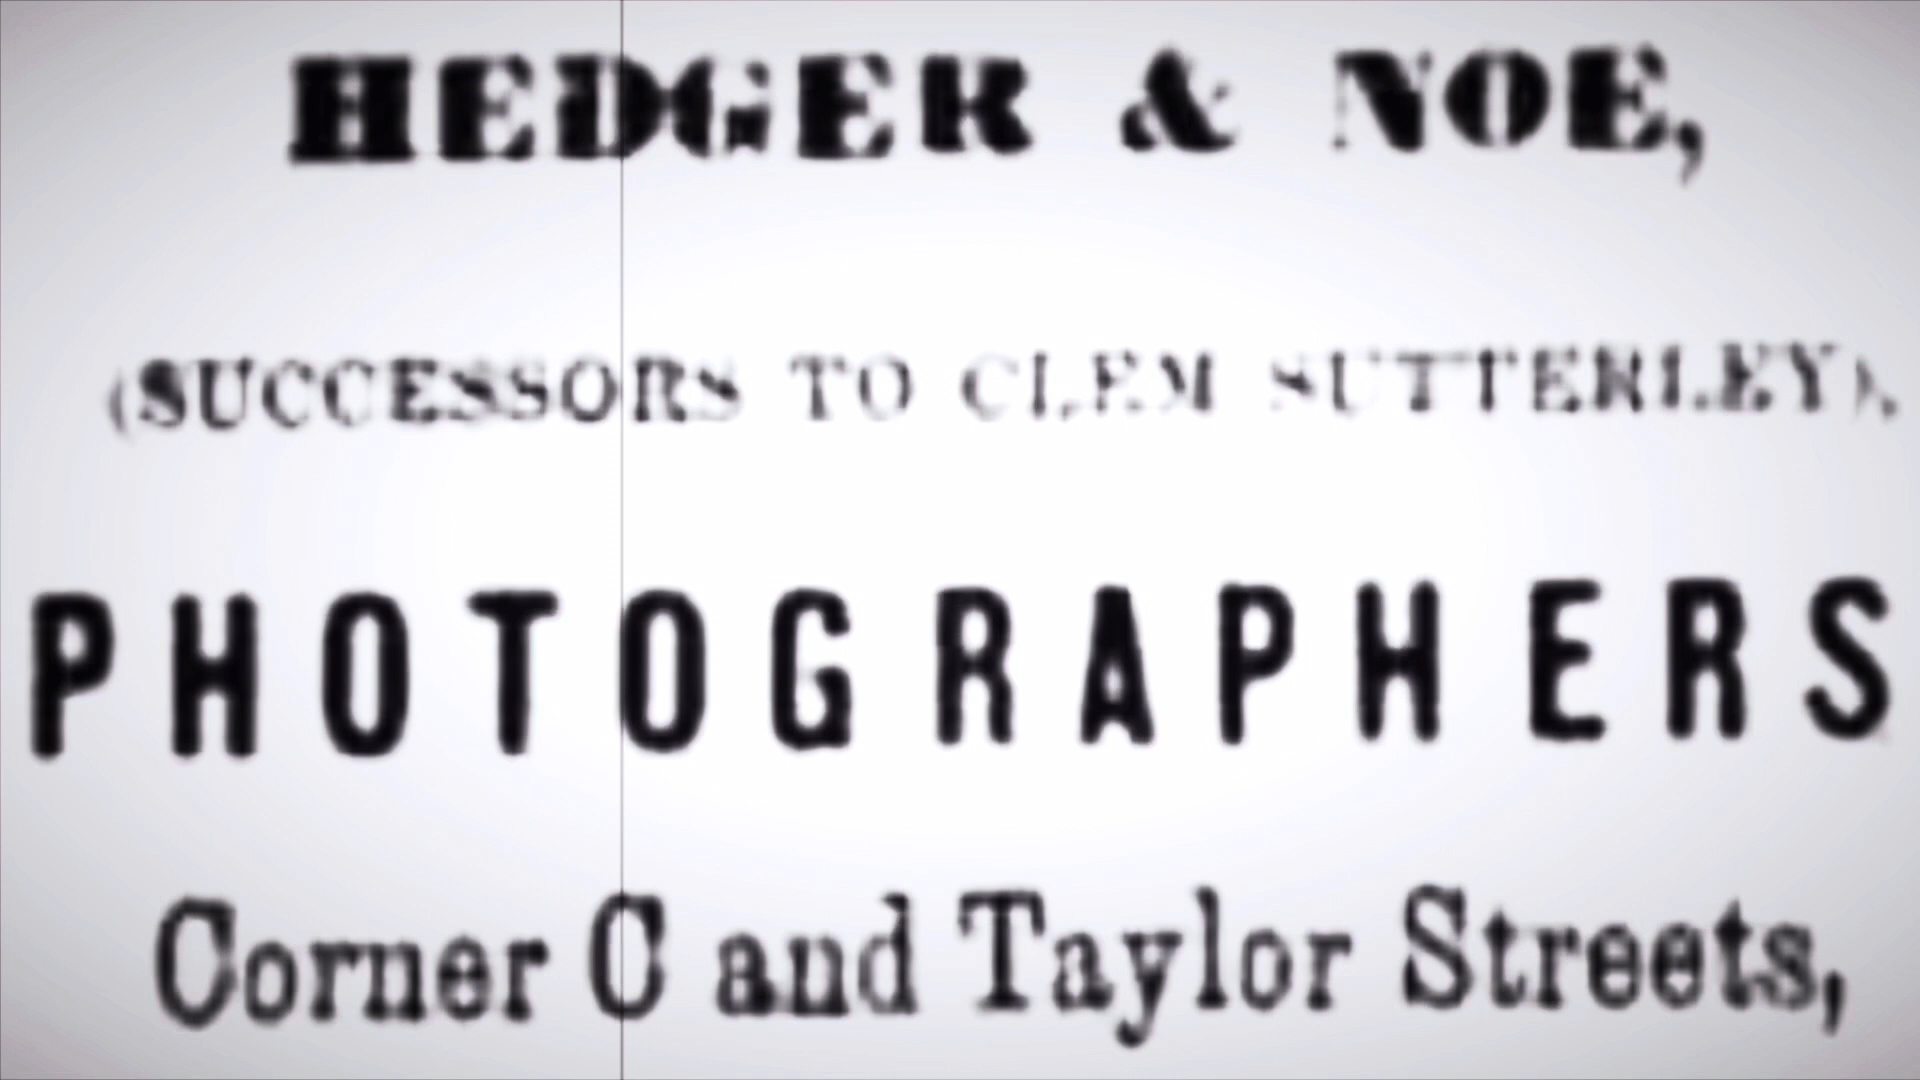 HEDGER & NOE,
(SUCCESSORS TO CLEM SUTTERLEY),
PHOTOGRAPHERS
Corner C and Taylor Streets,